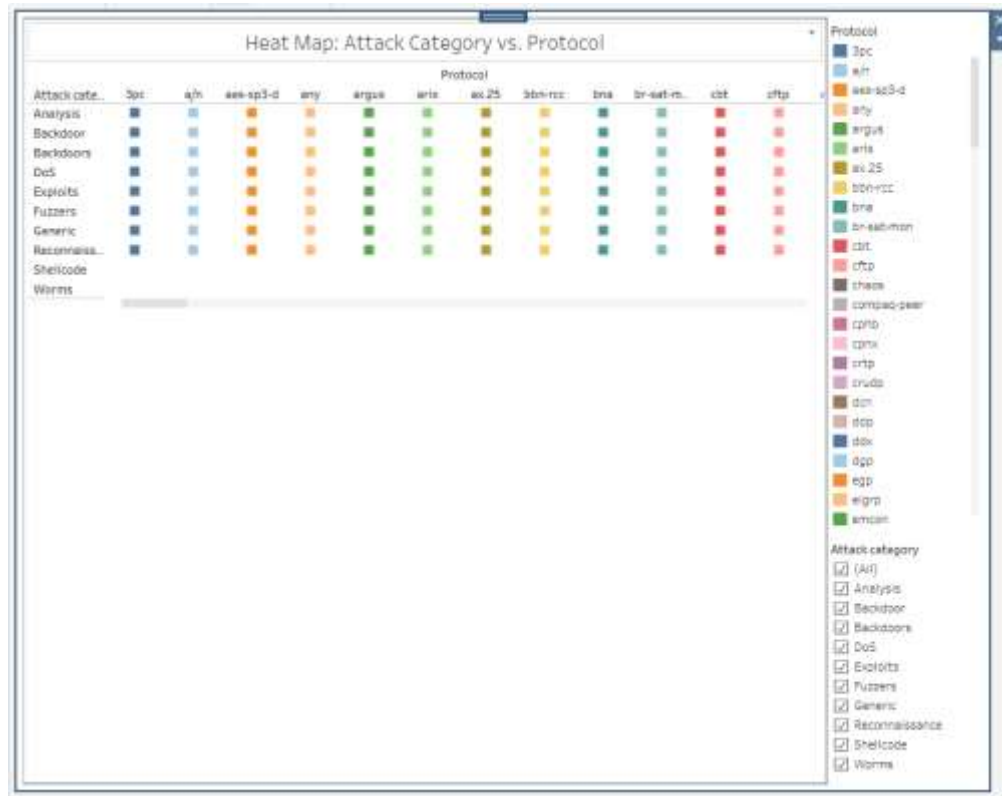 Heat Map: Attack Category vs. Protocol
Protocol
Attack cate.. 3pc a/n aes-sp3-d any argus aris ax.25 bbn-rcc bna br-sat-m.. cbt cftp
Analysis
Backdoor
Backdoors
DoS
Exploits
Fuzzers
Generic
Reconnaiss..
Shellcode
Worms
Protocol
3pc
a/n
aes-sp3-d
any
argus
aris
ax.25
bbn-rcc
bna
br-sat-mon
cbt
cftp
chaos
compaq-peer
cphb
cpnx
crtp
crudp
dcn
ddp
ddx
dgp
egp
eigrp
emcon
Attack category
(All)
Analysis
Backdoor
Backdoors
DoS
Exploits
Fuzzers
Generic
Reconnaissance
Shellcode
Worms